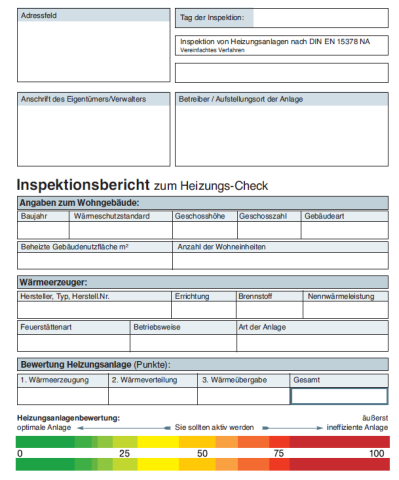 Adressfeld
Tag der Inspektion:
Inspektion von Heizungsanlagen nach DIN EN 15378 NA
Vereinfachtes Verfahren
Anschrift des Eigentümers/Verwalters
Betreiber / Aufstellungsort der Anlage
Inspektionsbericht zum Heizungs-Check
Angaben zum Wohngebäude:
Baujahr Wärmeschutzstandard Geschosshöhe Geschosszahl Gebäudeart
Beheizte Gebäudenutzfläche m² Anzahl der Wohneinheiten
Wärmeerzeuger:
Hersteller, Typ, Herstell.Nr. Errichtung Brennstoff Nennwärmeleistung
Feuerstättenart Betriebsweise Art der Anlage
Bewertung Heizungsanlage (Punkte):
1. Wärmeerzeugung 2. Wärmeverteilung 3. Wärmeübergabe Gesamt
Heizungsanlagenbewertung: äußerst
optimale Anlage Sie sollten aktiv werden ineffiziente Anlage
0 25 50 75 100